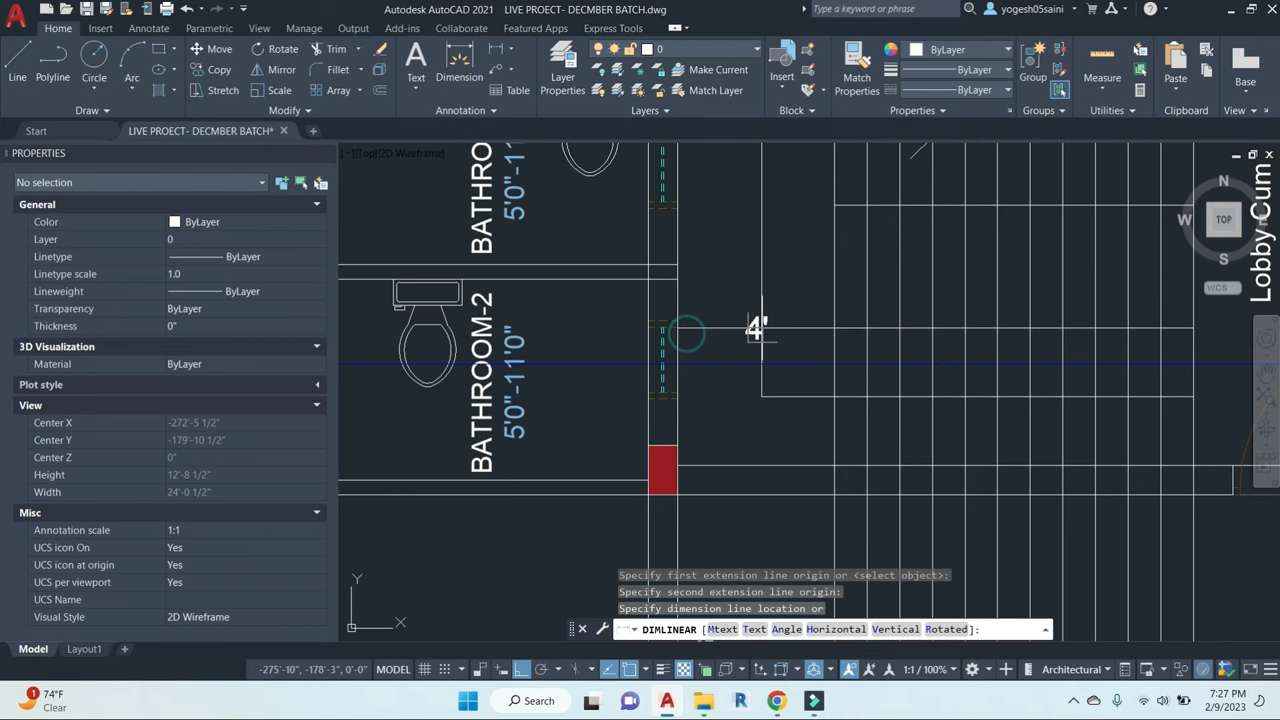 Autodesk AutoCAD 2021 LIVE PROECT- DECMBER BATCH.dwg
Type a keyword or phrase
yogesh05saini
Home Insert Annotate Parametric View Manage Output Add-ins Collaborate Featured Apps Express Tools
Line Polyline Circle Arc
Move Rotate Trim
Copy Mirror Fillet
Stretch Scale Array
Text Dimension Table
Layer Properties
0
Make Current
Match Layer
Insert
Match Properties
ByLayer
ByLayer
ByLayer
Group
Measure
Paste
Base
Draw Modify Annotation Layers Block Properties Groups Utilities Clipboard View
Start LIVE PROECT- DECMBER BATCH*
PROPERTIES
No selection
General
Color ByLayer
Layer 0
Linetype ByLayer
Linetype scale 1.0
Lineweight ByLayer
Transparency ByLayer
Thickness 0"
3D Visualization
Material ByLayer
Plot style
View
Center X -272'-5 1/2"
Center Y -179'-10 1/2"
Center Z 0"
Height 12'-8 1/2"
Width 24'-0 1/2"
Misc
Annotation scale 1:1
UCS icon On Yes
UCS icon at origin Yes
UCS per viewport Yes
UCS Name
Visual Style 2D Wireframe
[−][Top][2D Wireframe]
BATHRO
5'0"-11'
BATHROOM-2
5'0"-11'0"
4'
Lobby Cum
N
W TOP
S
WCS
Y
X
Specify first extension line origin or <select object>:
Specify second extension line origin:
Specify dimension line location or
DIMLINEAR [Mtext Text Angle Horizontal Vertical Rotated]:
Model Layout1
-275'-10", -178'-3", 0'-0" MODEL 1:1 / 100% Architectural
1
74°F
Clear
Search
7:27 PM
2/9/2023